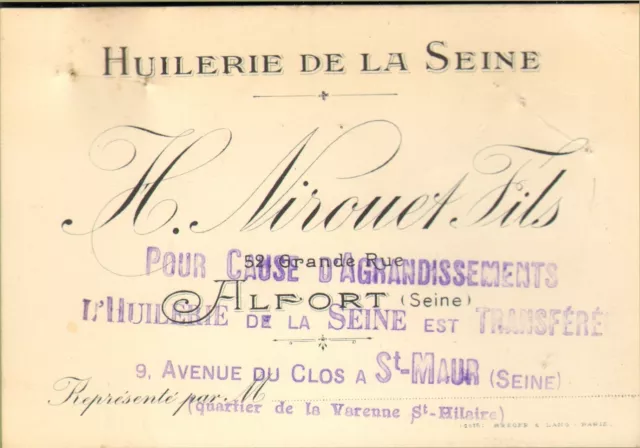 HUILERIE DE LA SEINE
H. Nirouet Fils
52, Grande Rue
POUR CAUSE D'AGRANDISSEMENTS
ALFORT (Seine)
L'HUILERIE DE LA SEINE EST TRANSFÉRÉE
9, AVENUE DU CLOS A ST-MAUR (SEINE)
Représenté par M
(quartier de la Varenne St-Hilaire)